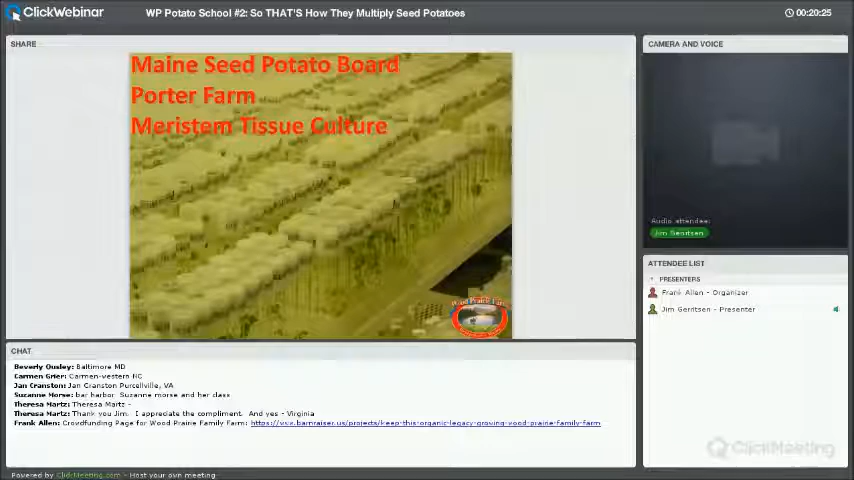 ClickWebinar
WP Potato School #2: So THAT'S How They Multiply Seed Potatoes
00:20:25
SHARE
Maine Seed Potato Board
Porter Farm
Meristem Tissue Culture
Wood Prairie Farm
CAMERA AND VOICE
Audio attendee:
Jim Gerritsen
ATTENDEE LIST
PRESENTERS
Frank Allen - Organizer
Jim Gerritsen - Presenter
CHAT
Beverly Ousley: Baltimore MD
Carmen Grier: Carmen-western NC
Jan Cranston: Jan Cranston Purcellville, VA
Suzanne Morse: bar harbor Suzanne morse and her class
Theresa Martz: Theresa Martz -
Theresa Martz: Thank you Jim. I appreciate the compliment. And yes - Virginia
Frank Allen: Crowdfunding Page for Wood Prairie Family Farm: https://www.barnraiser.us/projects/keep-this-organic-legacy-growing-wood-prairie-family-farm
ClickMeeting
Powered by ClickMeeting.com - Host your own meeting